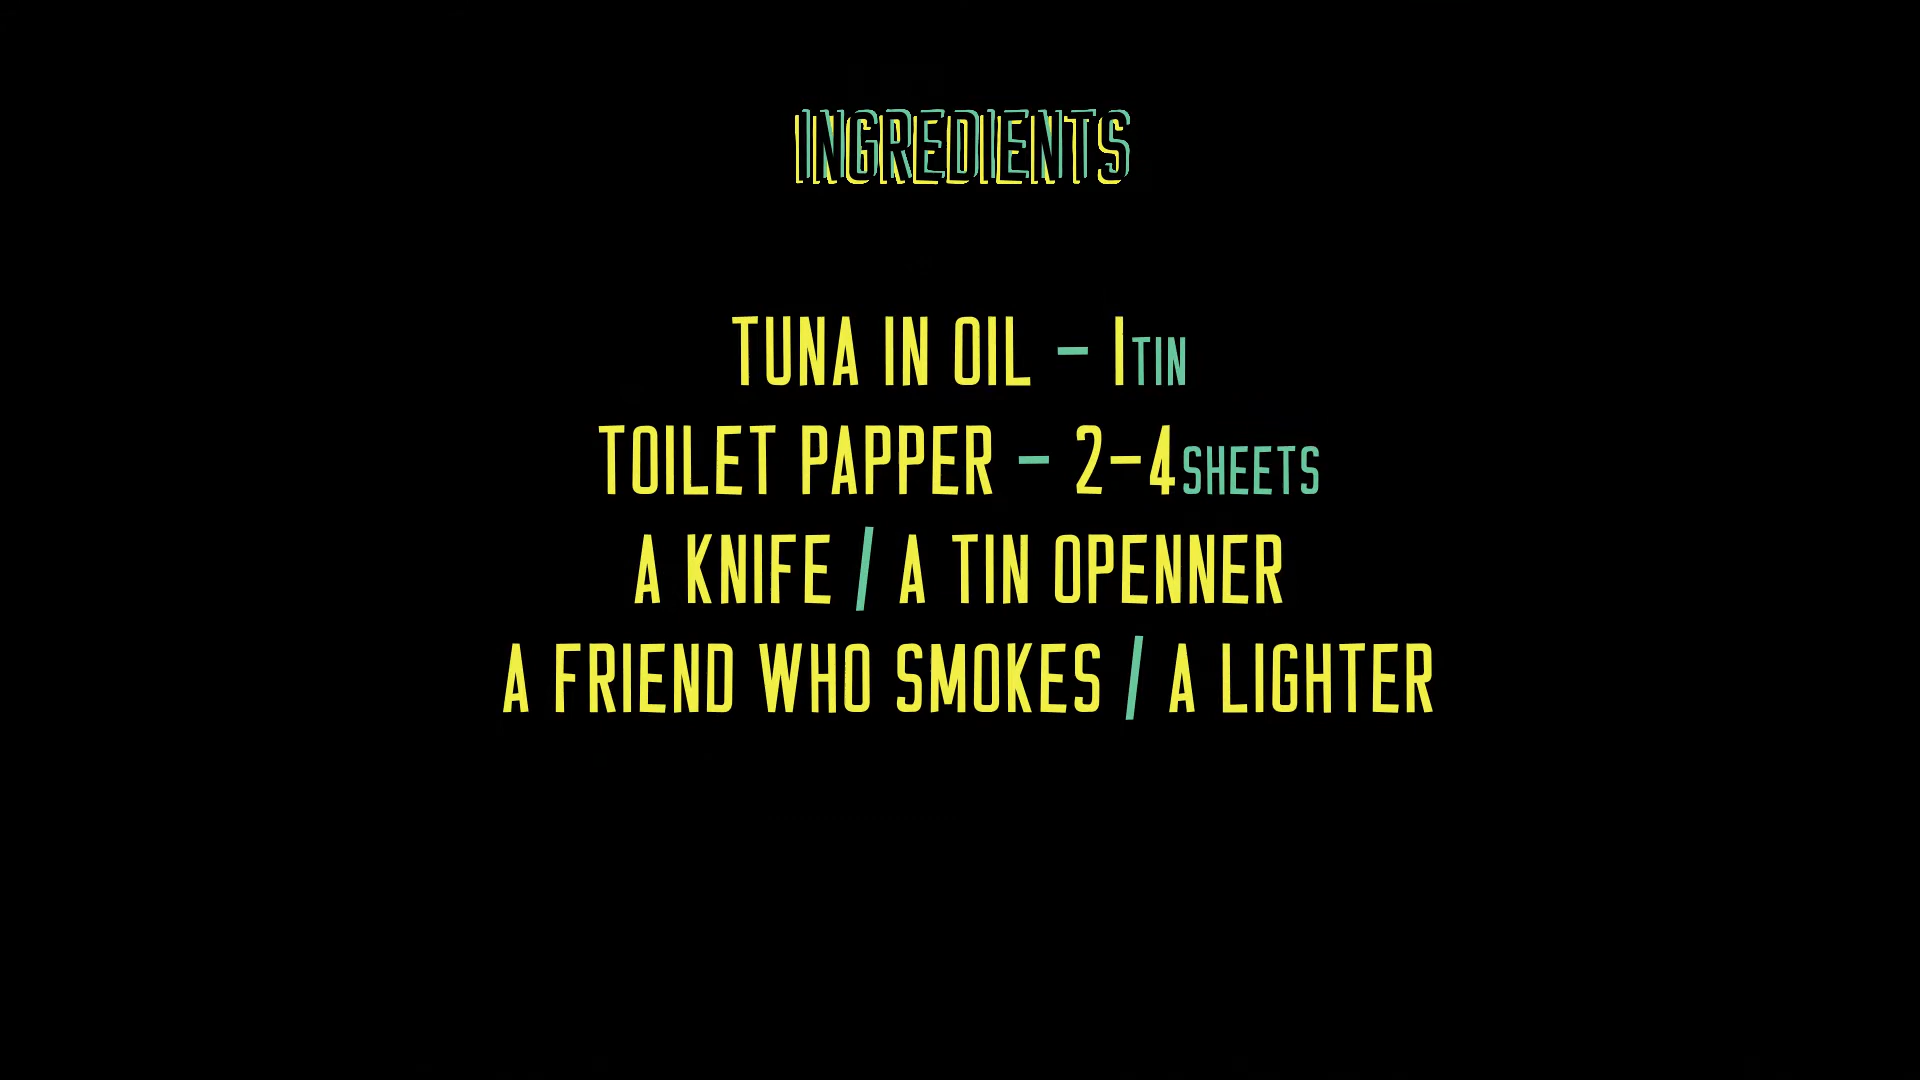 INGREDIENTS
TUNA IN OIL - 1TIN
TOILET PAPPER - 2-4SHEETS
A KNIFE / A TIN OPENNER
A FRIEND WHO SMOKES / A LIGHTER